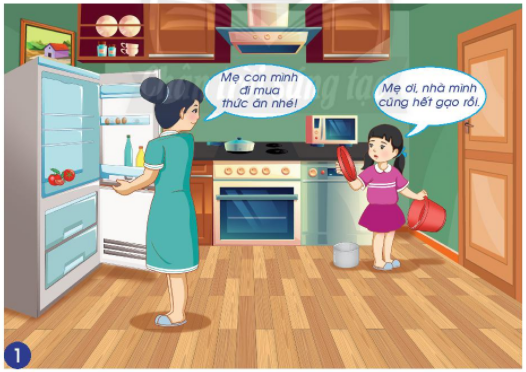 Mẹ con mình
đi mua
thức ăn nhé!
Mẹ ơi, nhà mình
cũng hết gạo rồi.
1